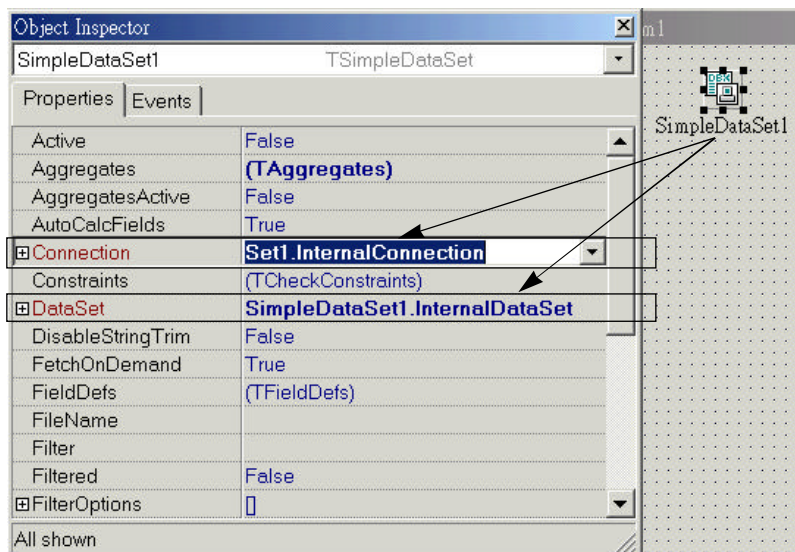 Object Inspector
m1
SimpleDataSet1 TSimpleDataSet
Properties Events
DBX
SimpleDataSet1
Active False
Aggregates (TAggregates)
AggregatesActive False
AutoCalcFields True
Connection Set1.InternalConnection
Constraints (TCheckConstraints)
DataSet SimpleDataSet1.InternalDataSet
DisableStringTrim False
FetchOnDemand True
FieldDefs (TFieldDefs)
FileName
Filter
Filtered False
FilterOptions []
All shown